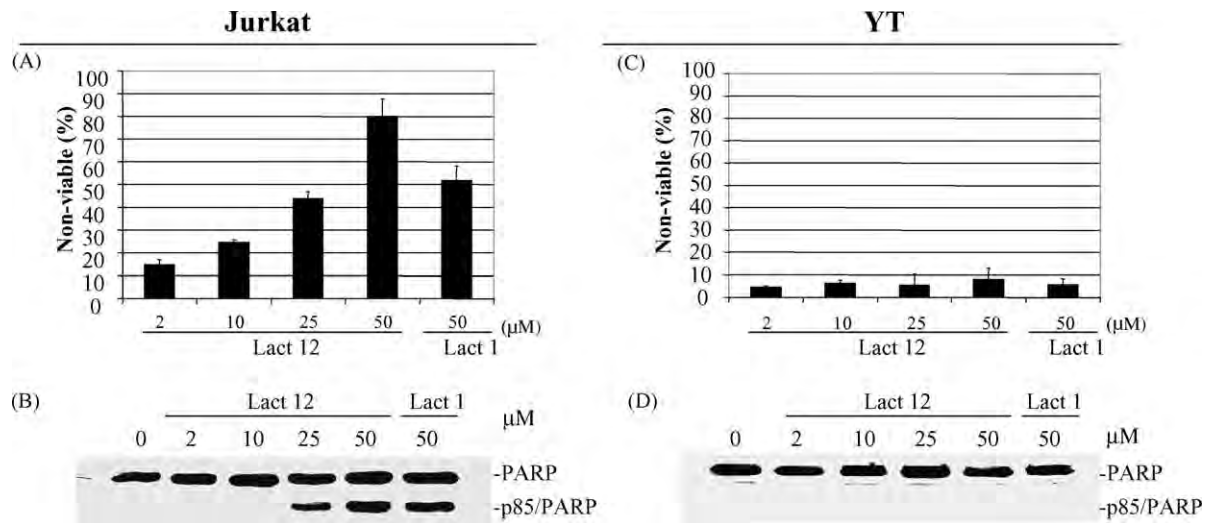 Jurkat
(A)
Non-viable (%)
100
90
80
70
60
50
40
30
20
10
0
2 10 25 50 50 (µM)
Lact 12 Lact 1
(B)
Lact 12 Lact 1
µM
0 2 10 25 50 50
-PARP
-p85/PARP
YT
(C)
Non-viable (%)
100
90
80
70
60
50
40
30
20
10
0
2 10 25 50 50 (µM)
Lact 12 Lact 1
(D)
Lact 12 Lact 1
0 2 10 25 50 50 µM
-PARP
-p85/PARP